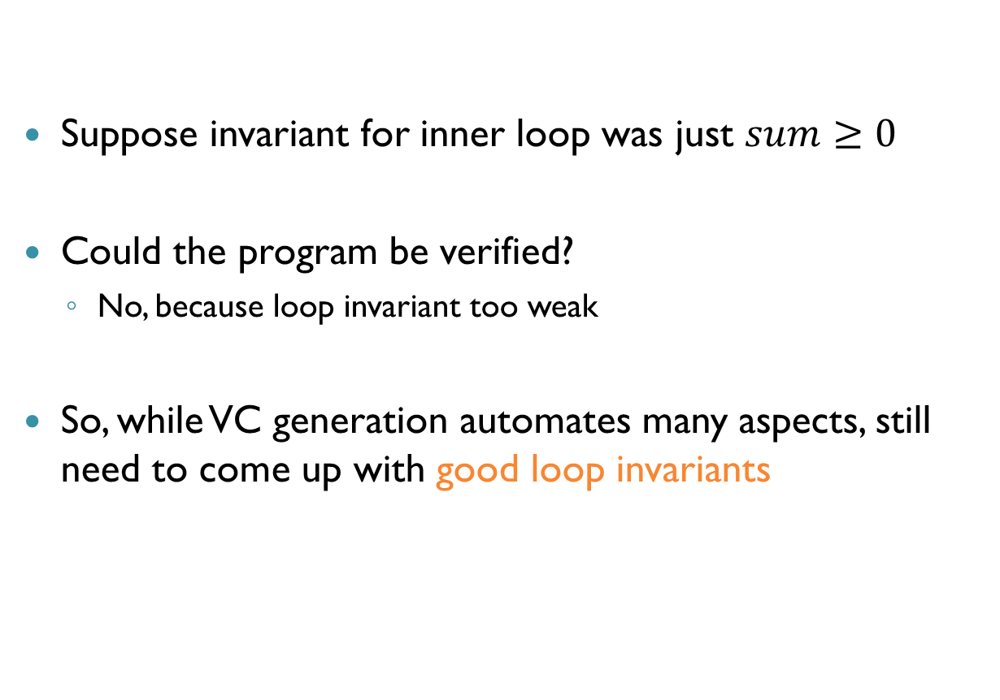 • Suppose invariant for inner loop was just 𝑠𝑢𝑚 ≥ 0
• Could the program be verified?
◦ No, because loop invariant too weak
• So, while VC generation automates many aspects, still
need to come up with good loop invariants